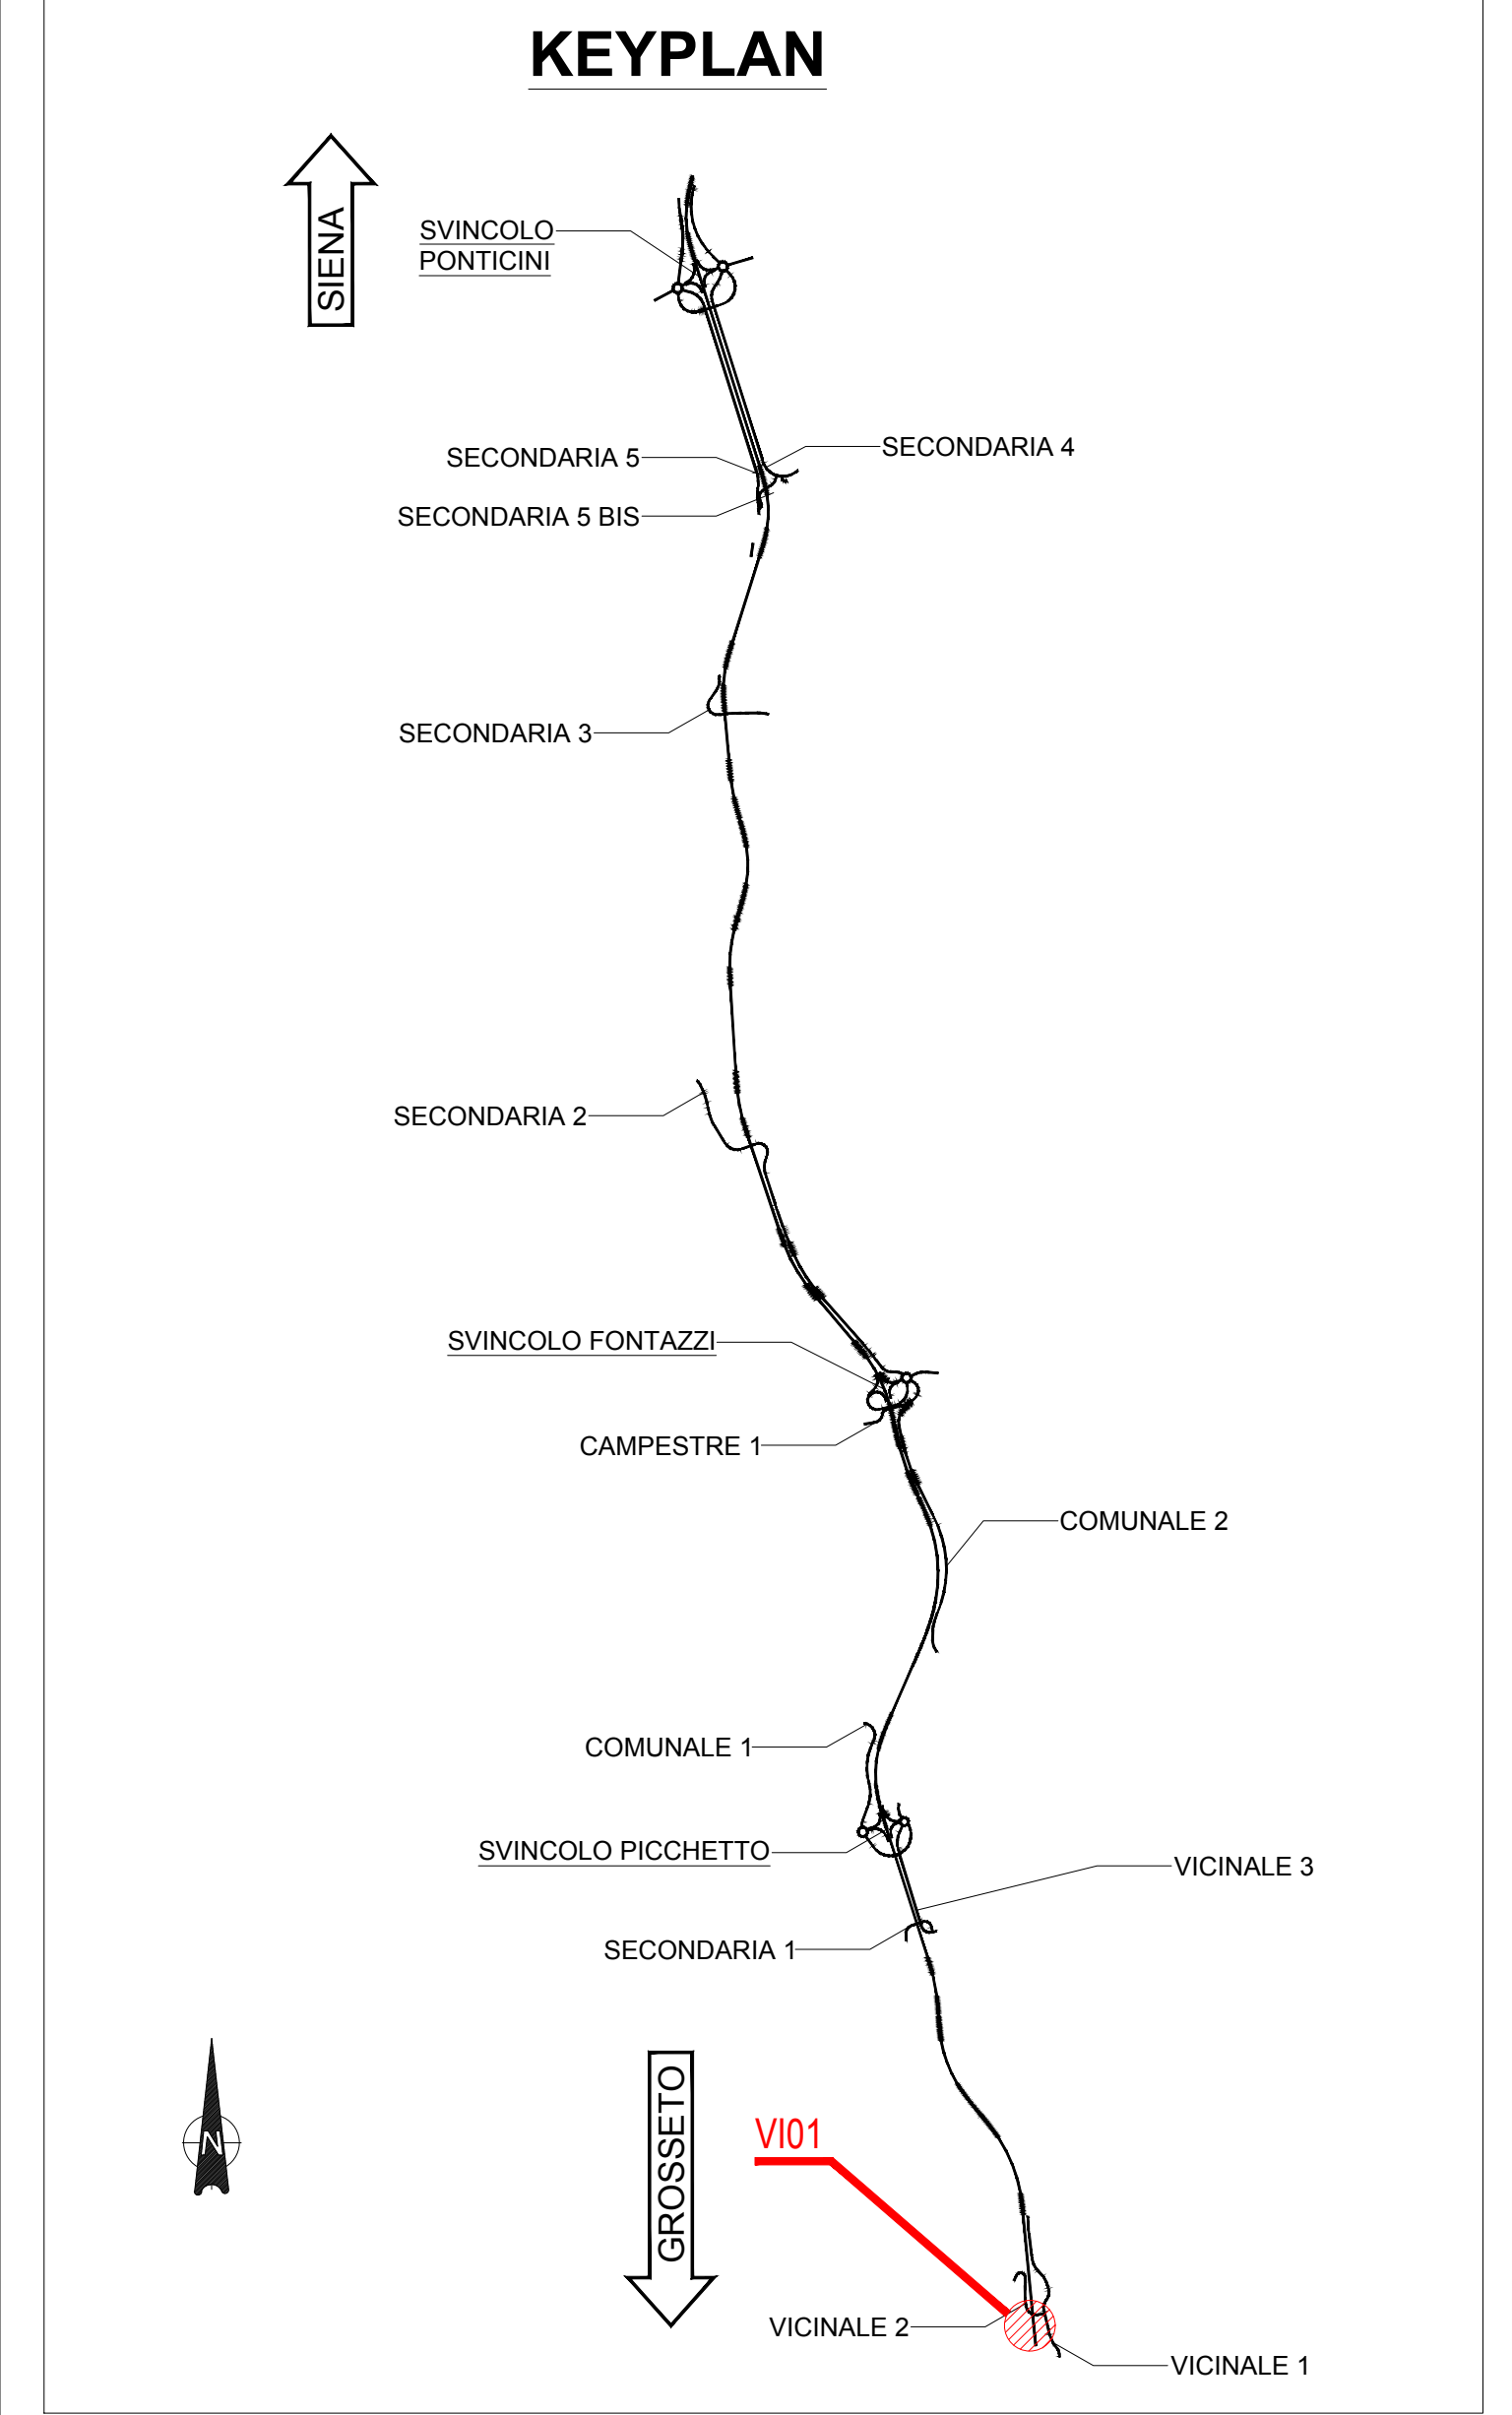 KEYPLAN
SIENA
SVINCOLO
PONTICINI
SECONDARIA 4
SECONDARIA 5
SECONDARIA 5 BIS
SECONDARIA 3
SECONDARIA 2
SVINCOLO FONTAZZI
CAMPESTRE 1
COMUNALE 2
COMUNALE 1
SVINCOLO PICCHETTO
VICINALE 3
SECONDARIA 1
N
GROSSETO
VI01
VICINALE 2
VICINALE 1